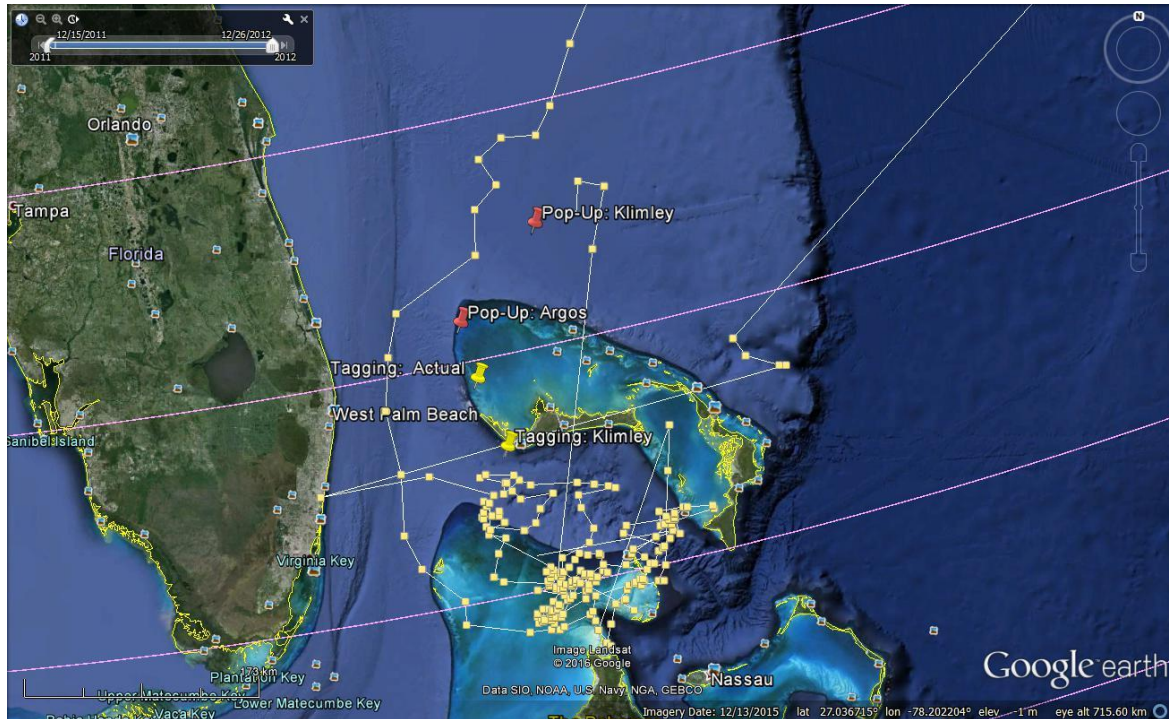 12/15/2011
12/26/2012
2011
2012
N
Orlando
Tampa
Pop-Up: Klimley
Florida
Pop-Up: Argos
Tagging: Actual
West Palm Beach
Sanibel Island
Tagging: Klimley
Virginia Key
Image Landsat
© 2016 Google
173 km
Plantation Key
Nassau
Google earth
Data SIO, NOAA, U.S. Navy, NGA, GEBCO
Upper Matecumbe Key
Lower Matecumbe Key
Vaca Key
Imagery Date: 12/13/2015 lat 27.036715° lon -78.202204° elev -1 m eye alt 715.60 km